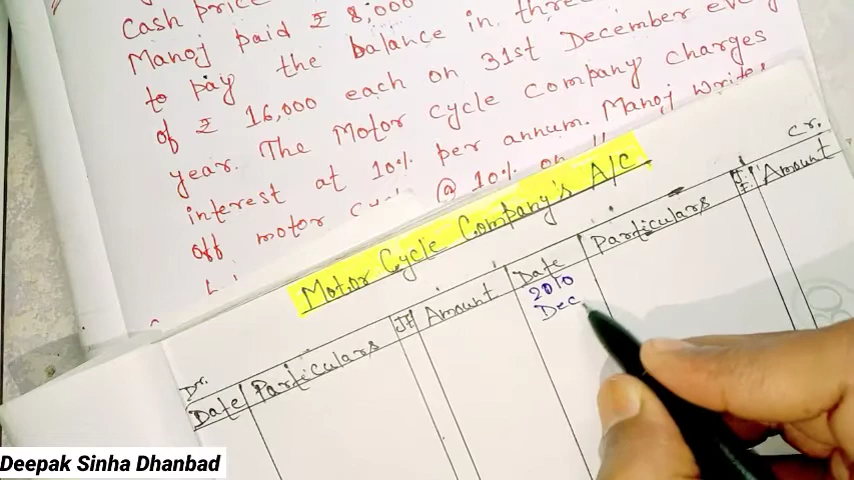 Cash price
Manoj paid ₹ 8,000
to pay the balance in three
of ₹ 16,000 each on 31st December every
year. The Motor cycle company charges
interest at 10% per annum. Manoj writes
off motor @ 10% on
Motor Cycle Company's A/C
Dr. Cr.
Date Particulars J.F. Amount Date Particulars J.F. Amount
2010
Dec
Deepak Sinha Dhanbad